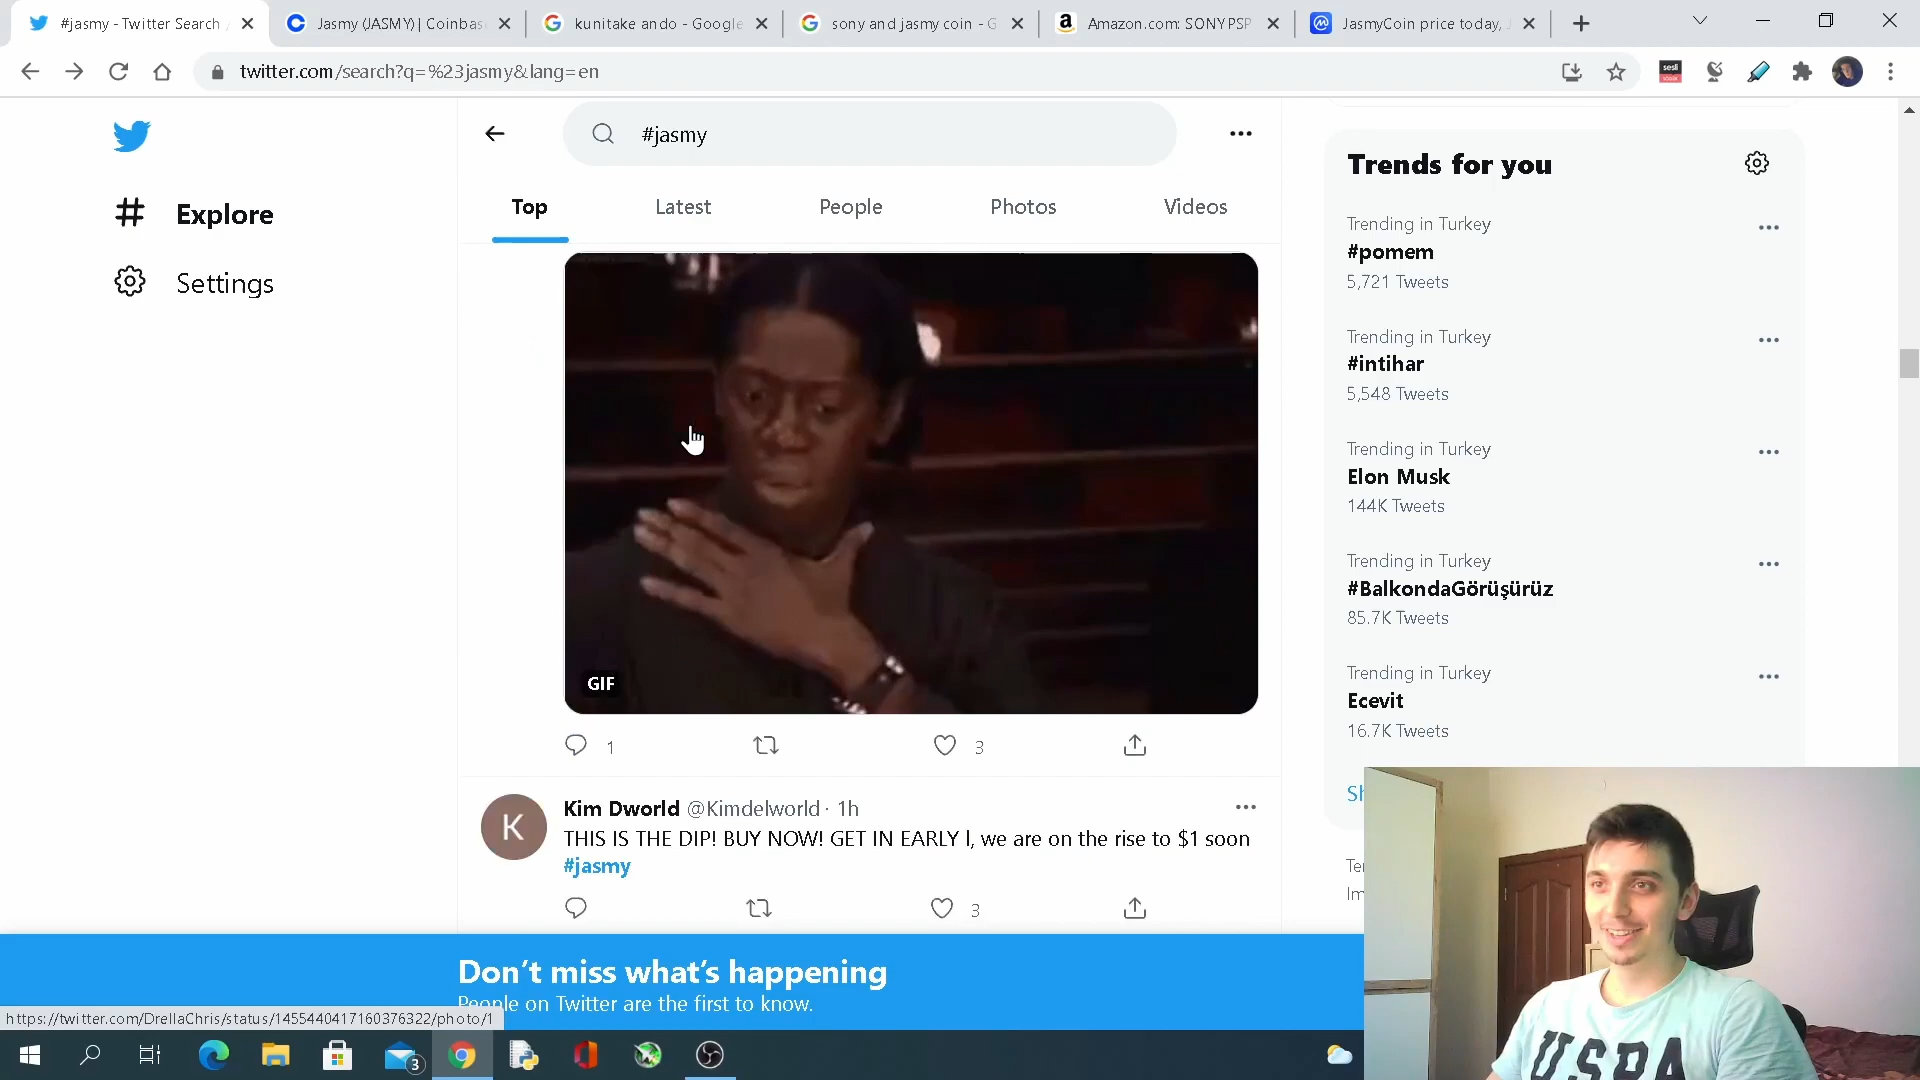 #jasmy - Twitter Search
Jasmy (JASMY) | Coinbas
kunitake ando - Google
sony and jasmy coin - G
Amazon.com: SONY PSP
JasmyCoin price today, J
twitter.com/search?q=%23jasmy&lang=en
sesli
Explore
Settings
#jasmy
Top
Latest
People
Photos
Videos
GIF
1
3
Kim Dworld @Kimdelworld · 1h
THIS IS THE DIP! BUY NOW! GET IN EARLY l, we are on the rise to $1 soon
#jasmy
3
Trends for you
Trending in Turkey
#pomem
5,721 Tweets
Trending in Turkey
#intihar
5,548 Tweets
Trending in Turkey
Elon Musk
144K Tweets
Trending in Turkey
#BalkondaGörüşürüz
85.7K Tweets
Trending in Turkey
Ecevit
16.7K Tweets
Sh
Ter
Im
Don't miss what's happening
People on Twitter are the first to know.
https://twitter.com/DrellaChris/status/1455440417160376322/photo/1
3
USPA